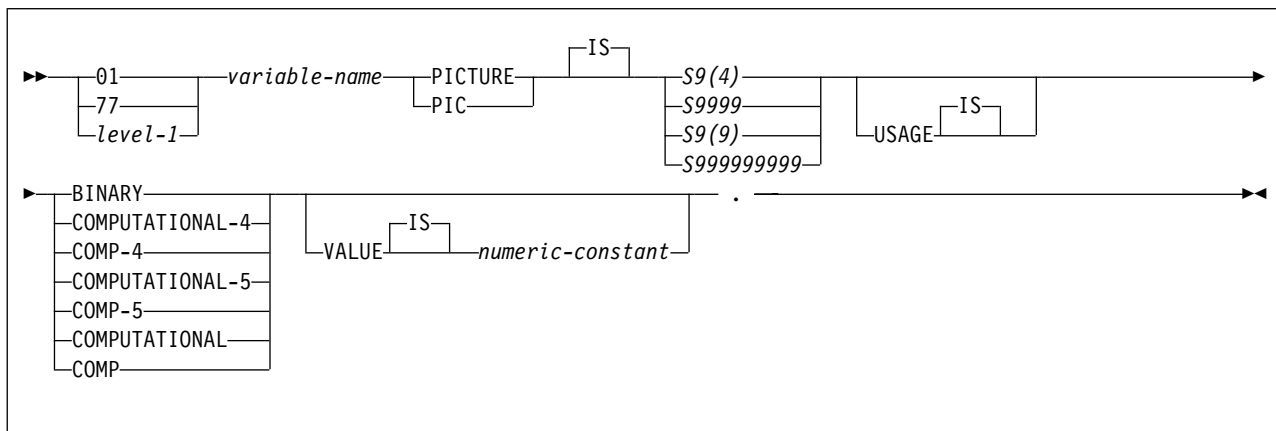 IS
01 variable-name PICTURE S9(4)
77 PIC S9999 IS
level-1 S9(9) USAGE
S999999999
BINARY .
COMPUTATIONAL-4 IS
COMP-4 VALUE numeric-constant
COMPUTATIONAL-5
COMP-5
COMPUTATIONAL
COMP